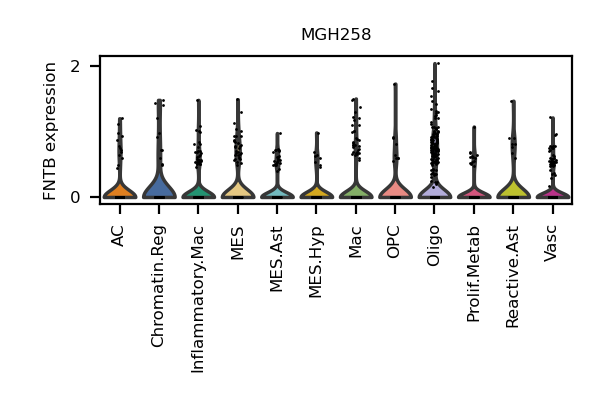 MGH258
FNTB expression
2
0
AC
Chromatin.Reg
Inflammatory.Mac
MES
MES.Ast
MES.Hyp
Mac
OPC
Oligo
Prolif.Metab
Reactive.Ast
Vasc